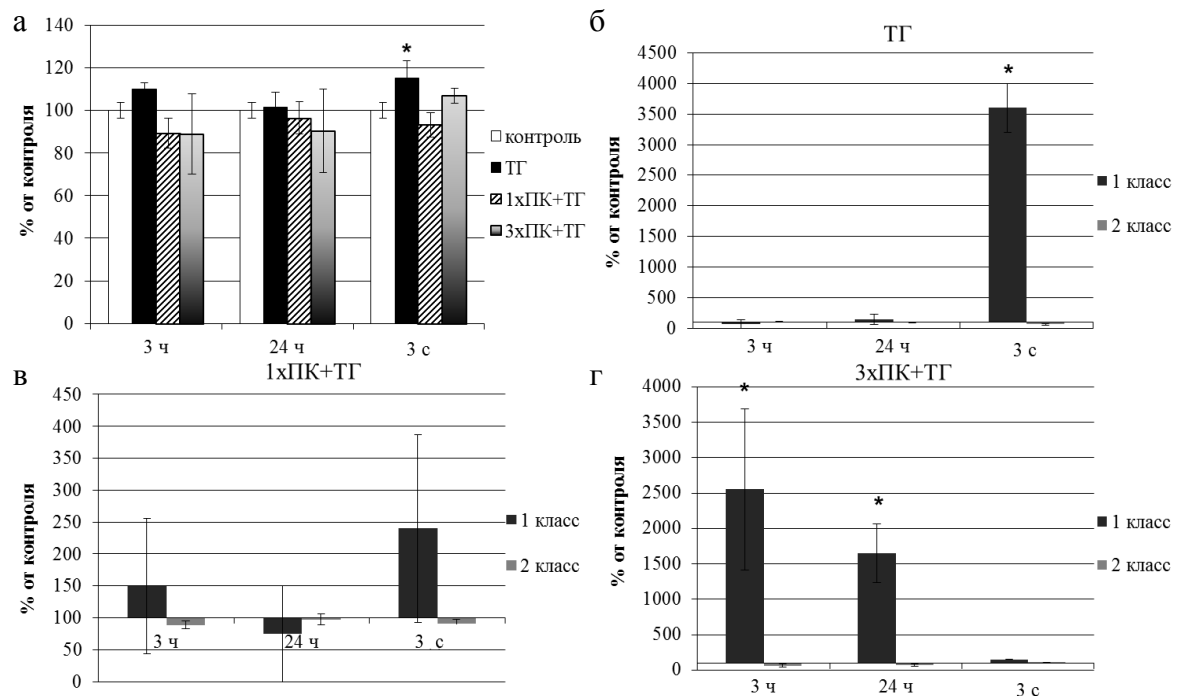 а
140
120
100
80
60
40
20
0
% от контроля
*
3 ч
24 ч
3 с
контроль
ТГ
1хПК+ТГ
3хПК+ТГ
б
ТГ
4500
4000
3500
3000
2500
2000
1500
1000
500
0
% от контроля
*
3 ч
24 ч
3 с
1 класс
2 класс
в
1хПК+ТГ
450
400
350
300
250
200
150
100
50
0
% от контроля
3 ч
24 ч
3 с
1 класс
2 класс
г
3хПК+ТГ
4000
3500
3000
2500
2000
1500
1000
500
0
% от контроля
*
*
3 ч
24 ч
3 с
1 класс
2 класс